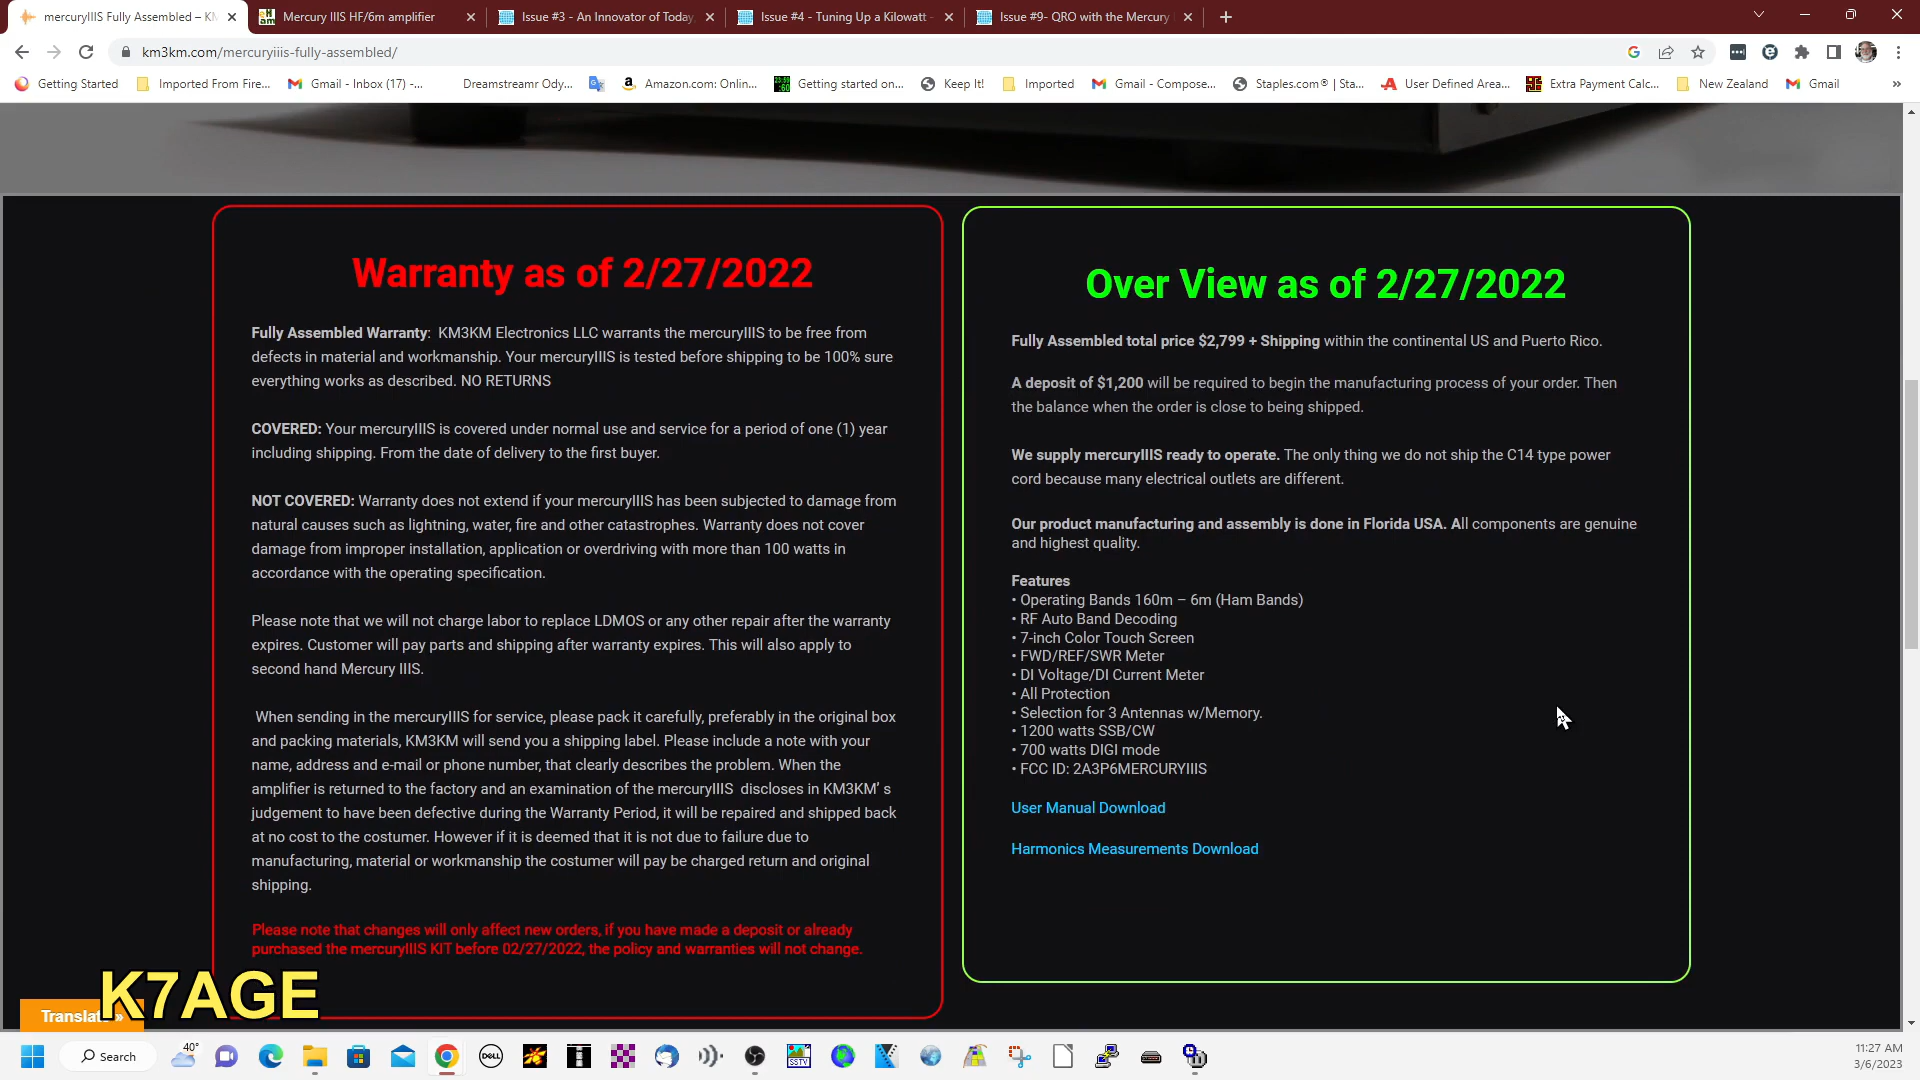 mercuryIIIS Fully Assembled – KM
Mercury IIIS HF/6m amplifier
Issue #3 - An Innovator of Today,
Issue #4 - Tuning Up a Kilowatt -
Issue #9- QRO with the Mercury
km3km.com/mercuryiiis-fully-assembled/
Getting Started
Imported From Fire...
Gmail - Inbox (17) -...
Dreamstreamr Ody...
Amazon.com: Onlin...
Getting started on...
Keep It!
Imported
Gmail - Compose...
Staples.com® | Sta...
User Defined Area...
Extra Payment Calc...
New Zealand
Gmail
»
Warranty as of 2/27/2022
Fully Assembled Warranty: KM3KM Electronics LLC warrants the mercuryIIIS to be free from
defects in material and workmanship. Your mercuryIIIS is tested before shipping to be 100% sure
everything works as described. NO RETURNS
COVERED: Your mercuryIIIS is covered under normal use and service for a period of one (1) year
including shipping. From the date of delivery to the first buyer.
NOT COVERED: Warranty does not extend if your mercuryIIIS has been subjected to damage from
natural causes such as lightning, water, fire and other catastrophes. Warranty does not cover
damage from improper installation, application or overdriving with more than 100 watts in
accordance with the operating specification.
Please note that we will not charge labor to replace LDMOS or any other repair after the warranty
expires. Customer will pay parts and shipping after warranty expires. This will also apply to
second hand Mercury IIIS.
When sending in the mercuryIIIS for service, please pack it carefully, preferably in the original box
and packing materials, KM3KM will send you a shipping label. Please include a note with your
name, address and e-mail or phone number, that clearly describes the problem. When the
amplifier is returned to the factory and an examination of the mercuryIIIS discloses in KM3KM' s
judgement to have been defective during the Warranty Period, it will be repaired and shipped back
at no cost to the costumer. However if it is deemed that it is not due to failure due to
manufacturing, material or workmanship the costumer will pay be charged return and original
shipping.
Please note that changes will only affect new orders, if you have made a deposit or already
purchased the mercuryIIIS KIT before 02/27/2022, the policy and warranties will not change.
Over View as of 2/27/2022
Fully Assembled total price $2,799 + Shipping within the continental US and Puerto Rico.
A deposit of $1,200 will be required to begin the manufacturing process of your order. Then
the balance when the order is close to being shipped.
We supply mercuryIIIS ready to operate. The only thing we do not ship the C14 type power
cord because many electrical outlets are different.
Our product manufacturing and assembly is done in Florida USA. All components are genuine
and highest quality.
Features
• Operating Bands 160m – 6m (Ham Bands)
• RF Auto Band Decoding
• 7-inch Color Touch Screen
• FWD/REF/SWR Meter
• DI Voltage/DI Current Meter
• All Protection
• Selection for 3 Antennas w/Memory.
• 1200 watts SSB/CW
• 700 watts DIGI mode
• FCC ID: 2A3P6MERCURYIIIS
User Manual Download
Harmonics Measurements Download
K7AGE
Translate »
Search
40°
DELL
SSTV
11:27 AM
3/6/2023